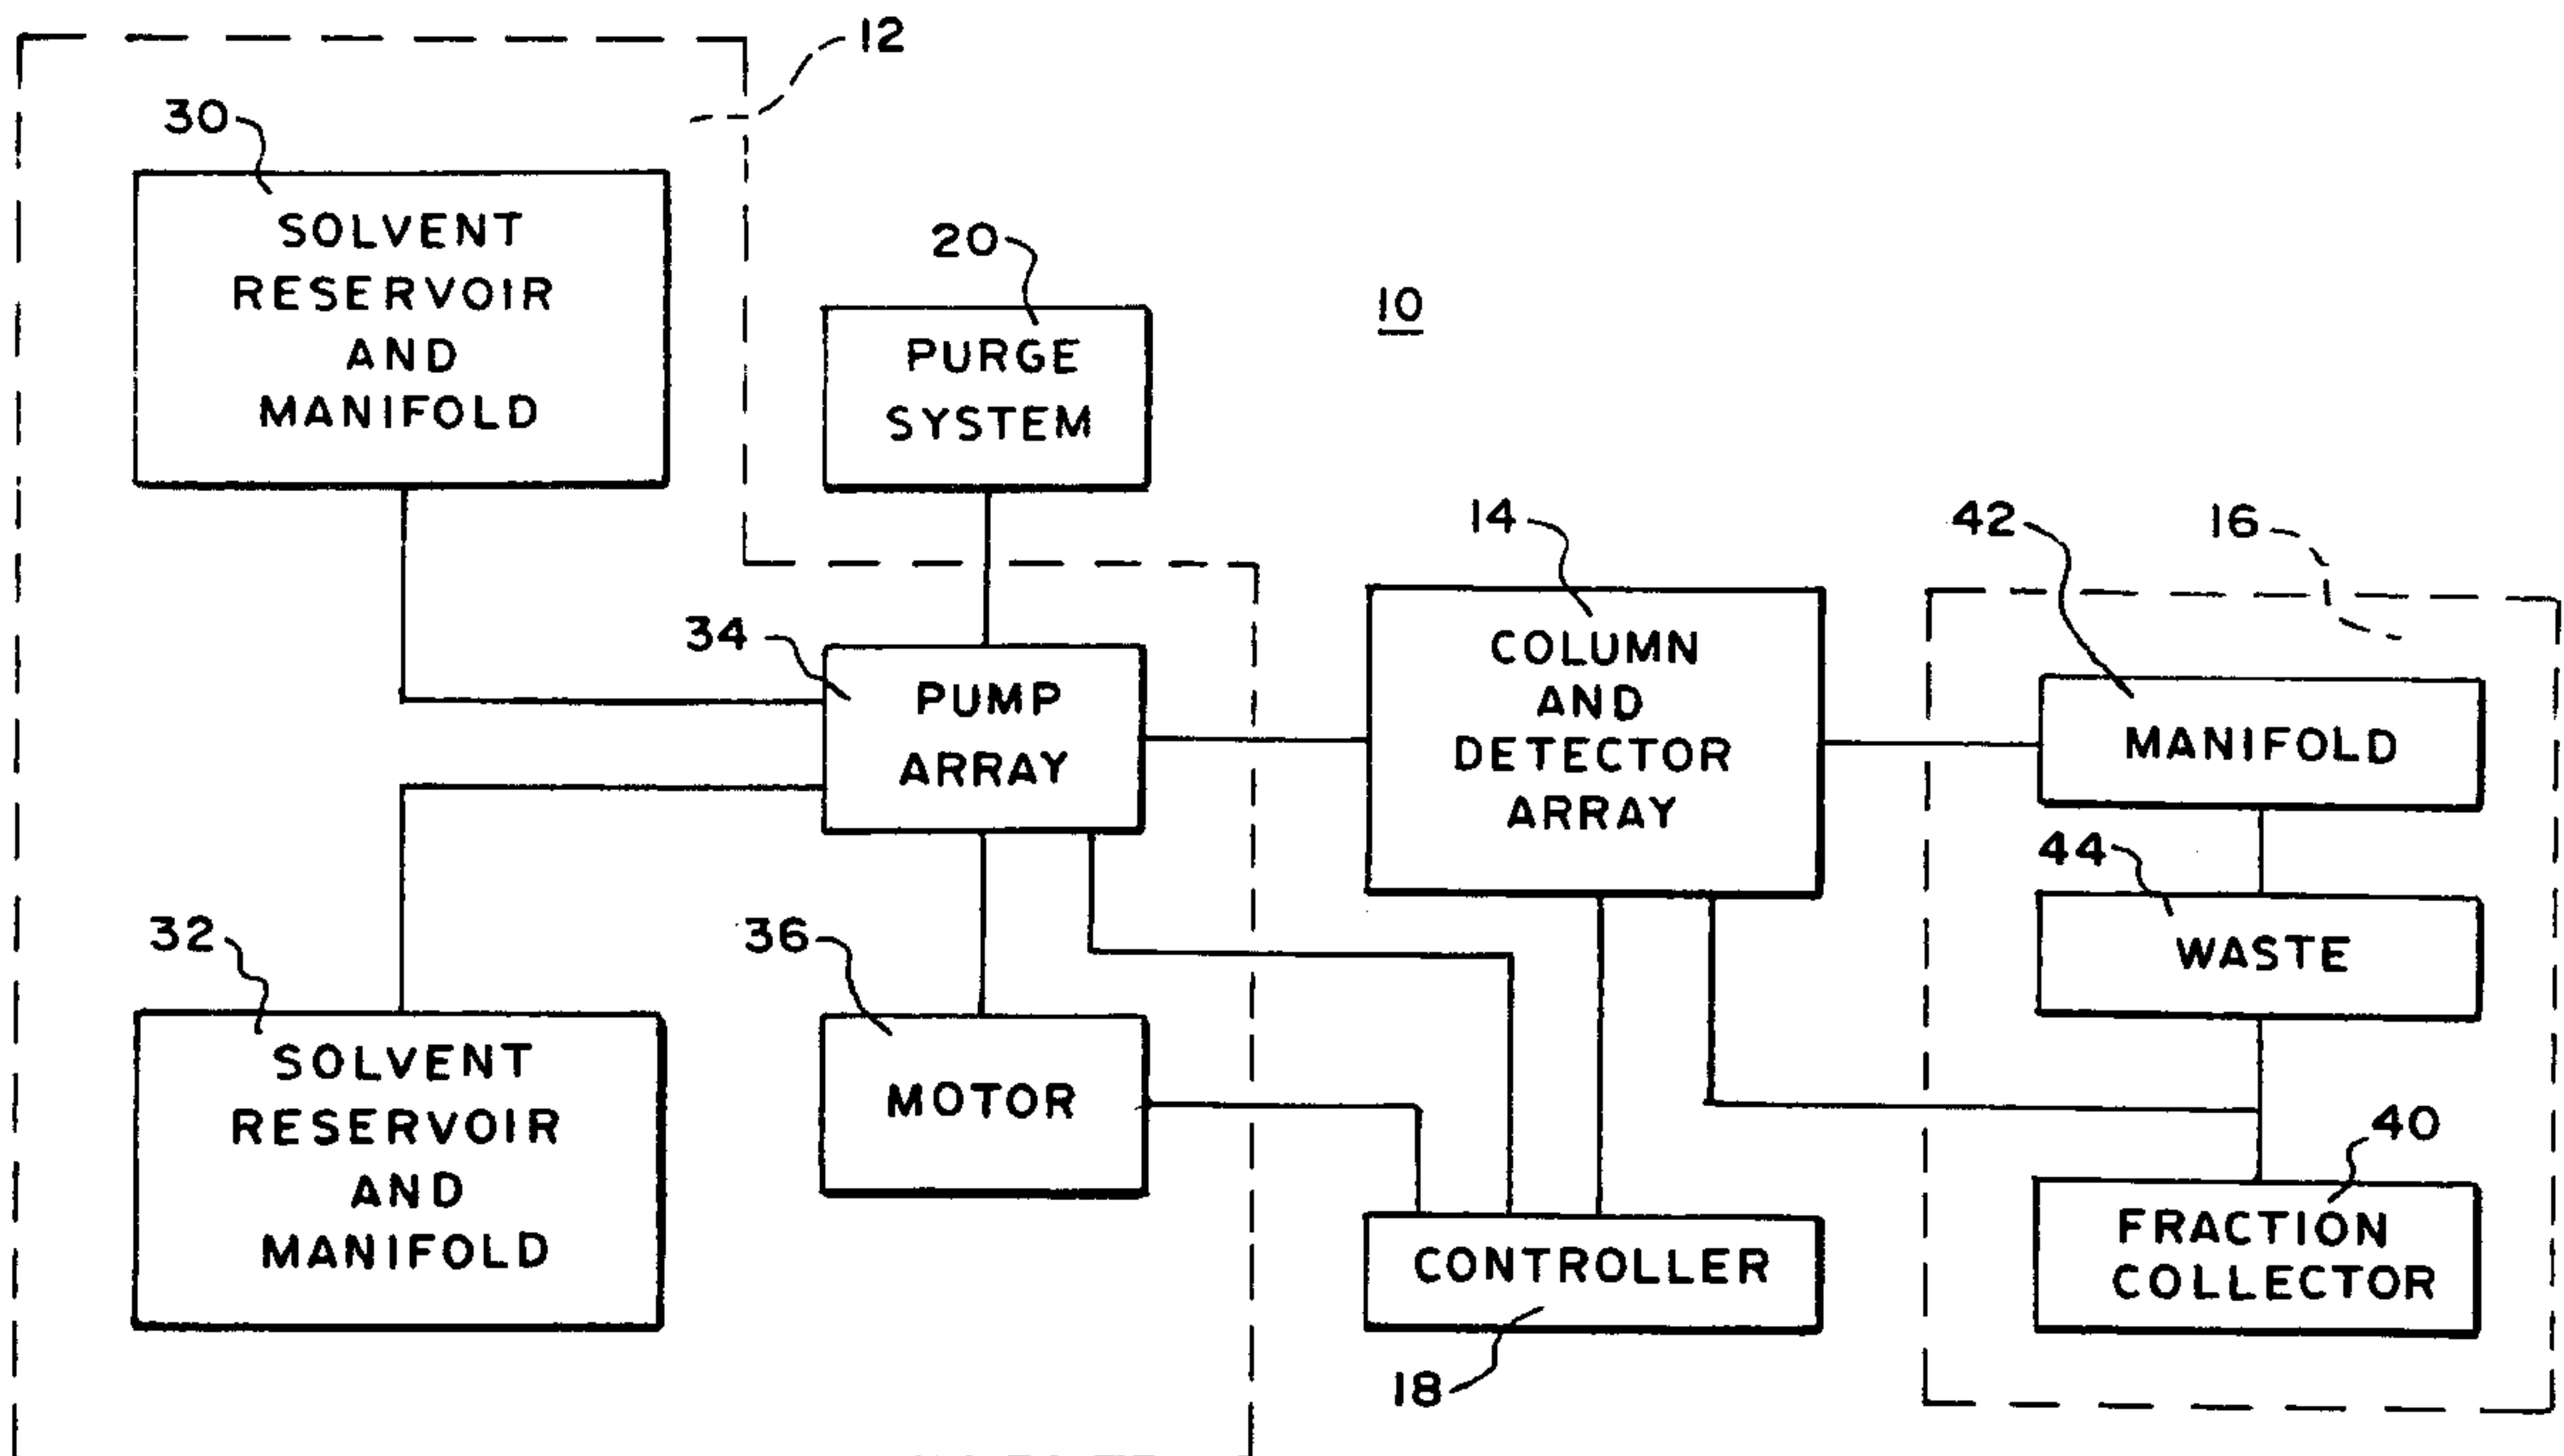 12
30
SOLVENT
RESERVOIR
AND
MANIFOLD
20
PURGE
SYSTEM
10
34
PUMP
ARRAY
14
COLUMN
AND
DETECTOR
ARRAY
16
42
MANIFOLD
44
WASTE
32
SOLVENT
RESERVOIR
AND
MANIFOLD
36
MOTOR
CONTROLLER
18
40
FRACTION
COLLECTOR